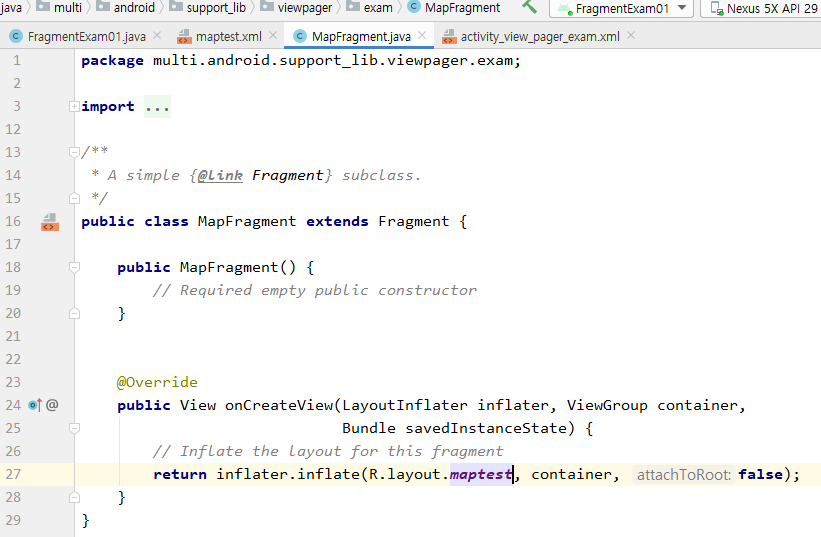 java multi android support_lib viewpager exam MapFragment FragmentExam01 Nexus 5X API 29
FragmentExam01.java maptest.xml MapFragment.java activity_view_pager_exam.xml
1 package multi.android.support_lib.viewpager.exam;
2
3 import ...
12
13 /**
14 * A simple {@link Fragment} subclass.
15 */
16 public class MapFragment extends Fragment {
17
18 public MapFragment() {
19 // Required empty public constructor
20 }
21
22
23 @Override
24 public View onCreateView(LayoutInflater inflater, ViewGroup container,
25 Bundle savedInstanceState) {
26 // Inflate the layout for this fragment
27 return inflater.inflate(R.layout.maptest, container, attachToRoot: false);
28 }
29 }